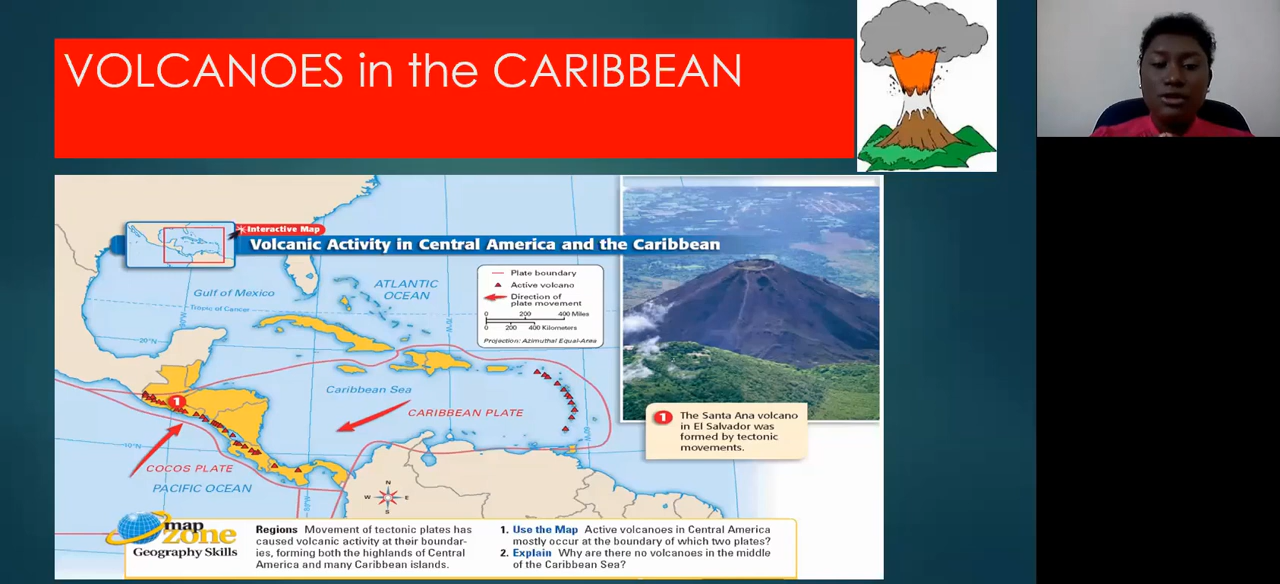 VOLCANOES in the CARIBBEAN
Interactive Map
Volcanic Activity in Central America and the Caribbean
Plate boundary
Active volcano
Direction of
plate movement
0 200 400 Miles
0 200 400 Kilometers
Projection: Azimuthal Equal-Area
ATLANTIC
OCEAN
Gulf of Mexico
Tropic of Cancer
20°N
Caribbean Sea
CARIBBEAN PLATE
1
10°N
COCOS PLATE
PACIFIC OCEAN
N
W E
S
1 The Santa Ana volcano
in El Salvador was
formed by tectonic
movements.
map
zone
Geography Skills
Regions Movement of tectonic plates has
caused volcanic activity at their boundar-
ies, forming both the highlands of Central
America and many Caribbean islands.
1. Use the Map Active volcanoes in Central America
mostly occur at the boundary of which two plates?
2. Explain Why are there no volcanoes in the middle
of the Caribbean Sea?